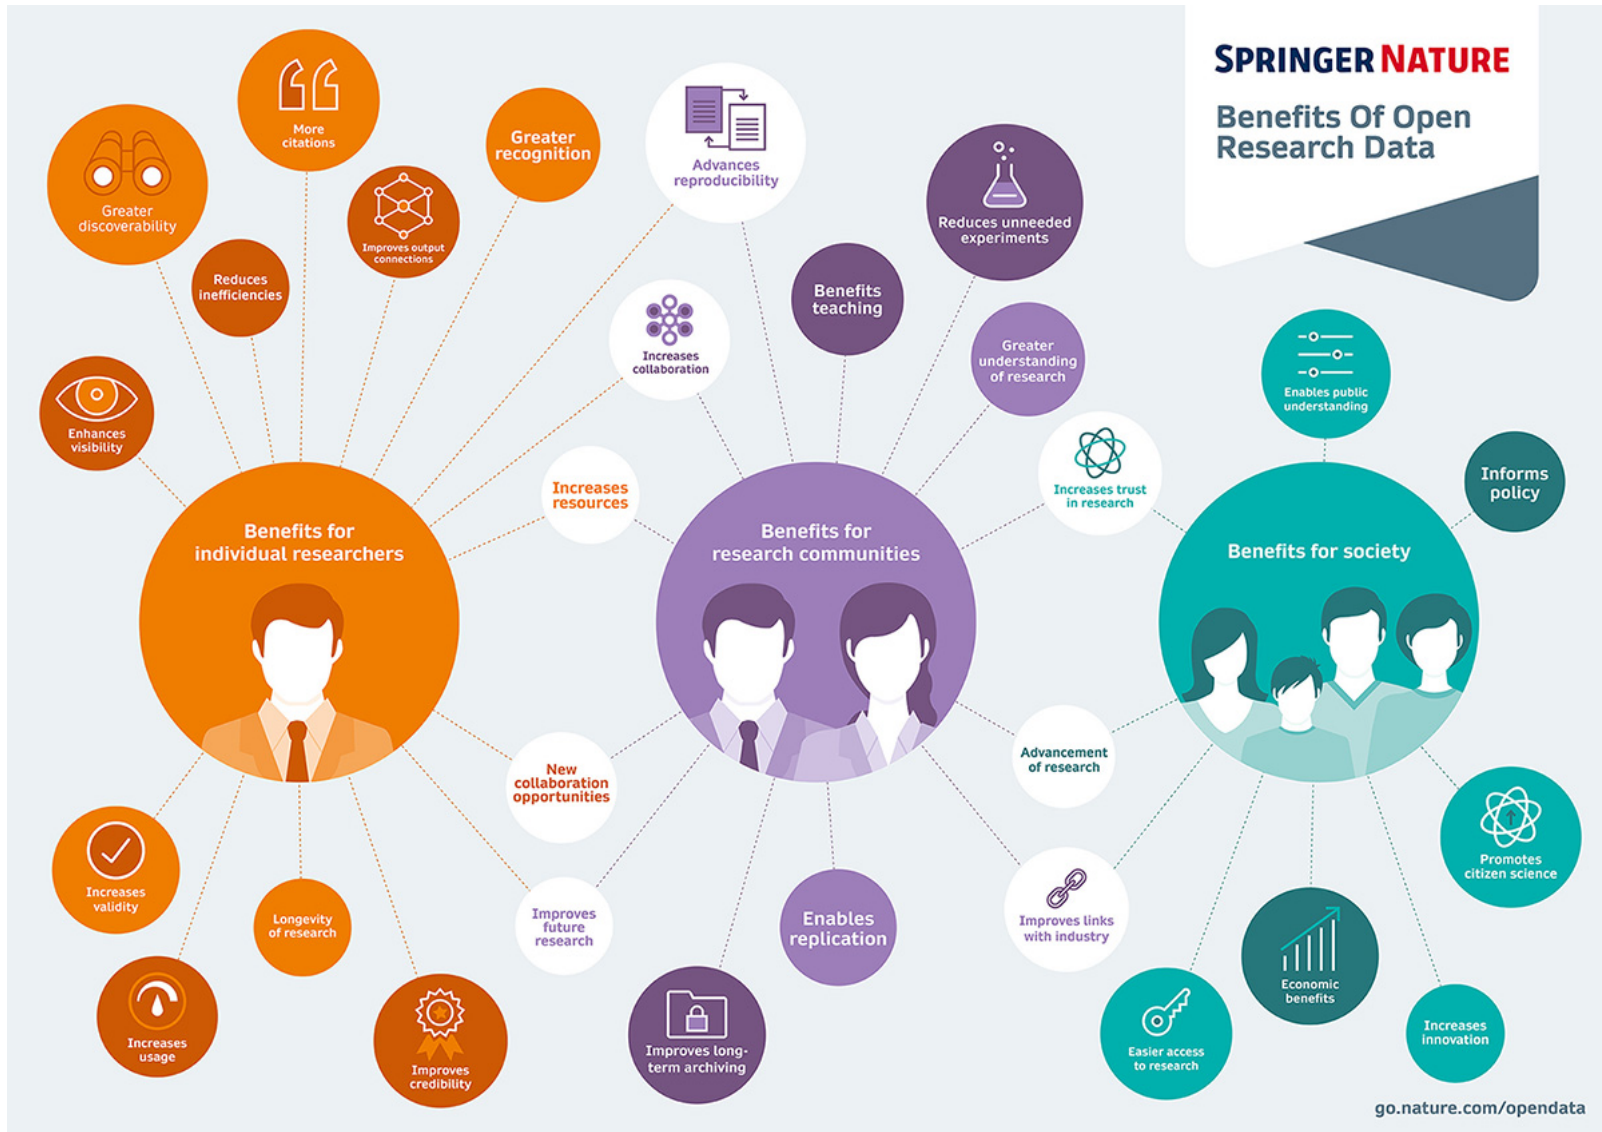 SPRINGER NATURE
Benefits Of Open
Research Data
More
citations
Greater
recognition
Advances
reproducibility
Greater
discoverability
Improves output
connections
Reduces unneeded
experiments
Reduces
inefficiencies
Benefits
teaching
Increases
collaboration
Greater
understanding
of research
Enables public
understanding
Enhances
visibility
Increases
resources
Increases trust
in research
Informs
policy
Benefits for
individual researchers
Benefits for
research communities
Benefits for society
New
collaboration
opportunities
Advancement
of research
Increases
validity
Longevity
of research
Improves
future
research
Enables
replication
Improves links
with industry
Promotes
citizen science
Increases
usage
Improves
credibility
Improves long-
term archiving
Easier access
to research
Economic
benefits
Increases
innovation
go.nature.com/opendata